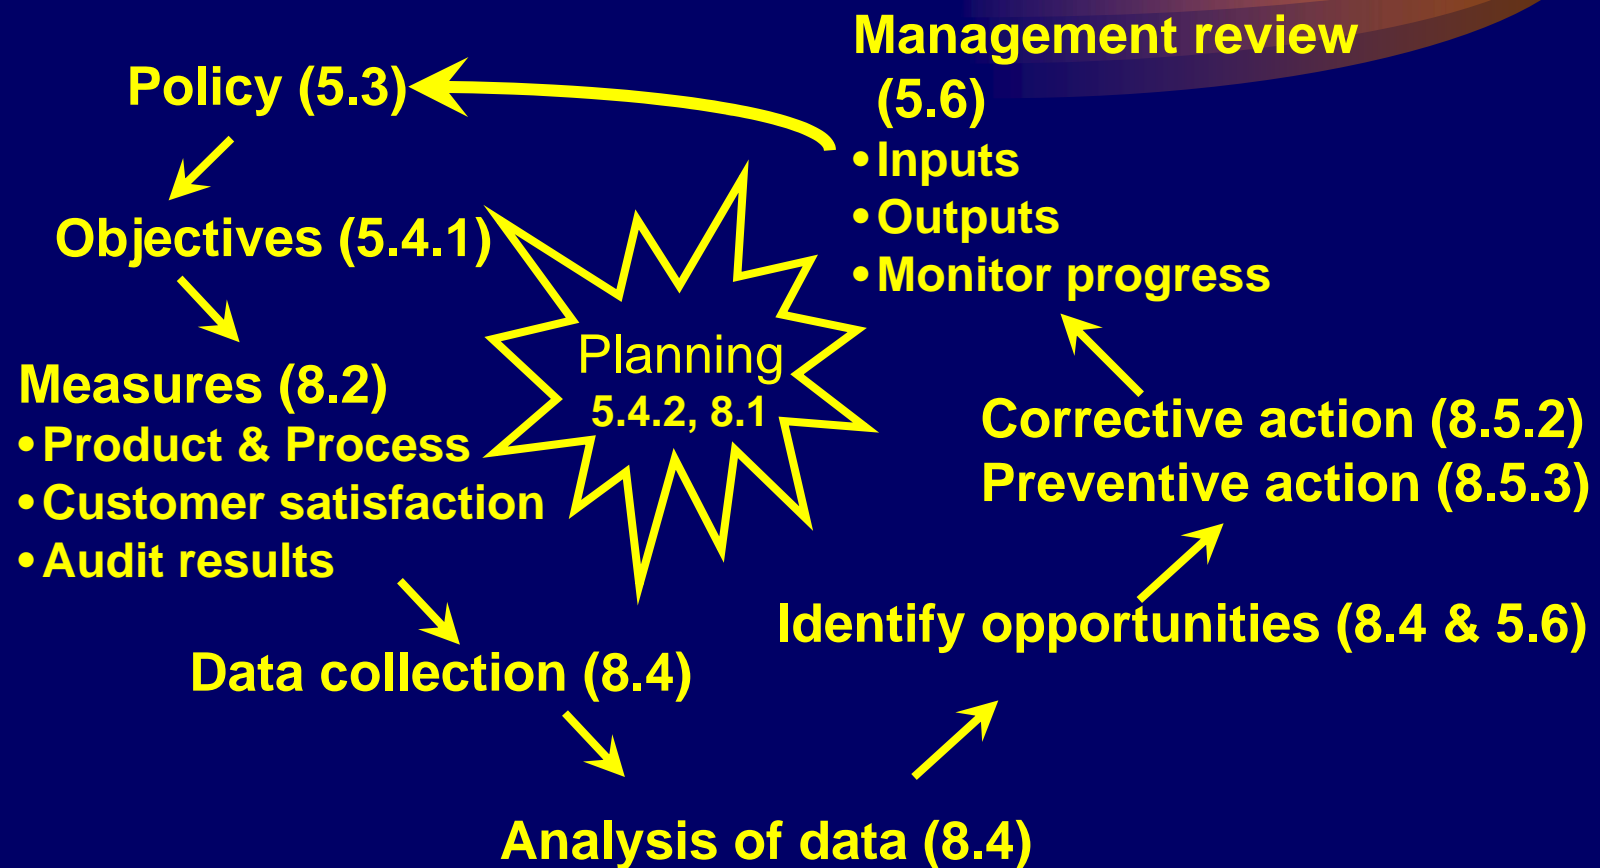 Policy (5.3)
Objectives (5.4.1)
Measures (8.2)
•Product & Process
•Customer satisfaction
•Audit results
Data collection (8.4)
Analysis of data (8.4)
Identify opportunities (8.4 & 5.6)
Corrective action (8.5.2)
Preventive action (8.5.3)
Management review
(5.6)
•Inputs
•Outputs
•Monitor progress
Planning
5.4.2, 8.1